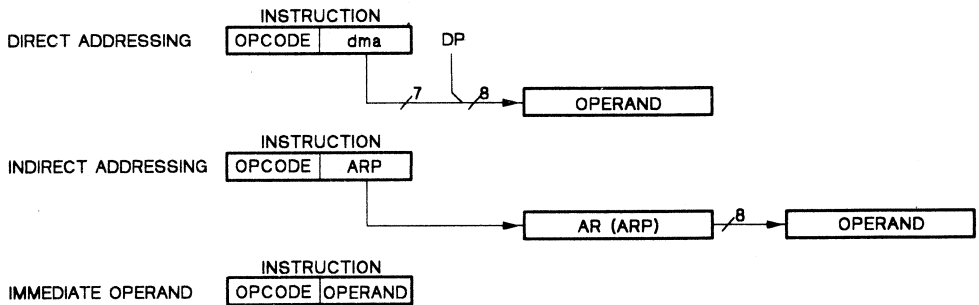 INSTRUCTION
DIRECT ADDRESSING OPCODE dma DP
7 8
OPERAND
INSTRUCTION
INDIRECT ADDRESSING OPCODE ARP
AR (ARP) 8 OPERAND
INSTRUCTION
IMMEDIATE OPERAND OPCODE OPERAND